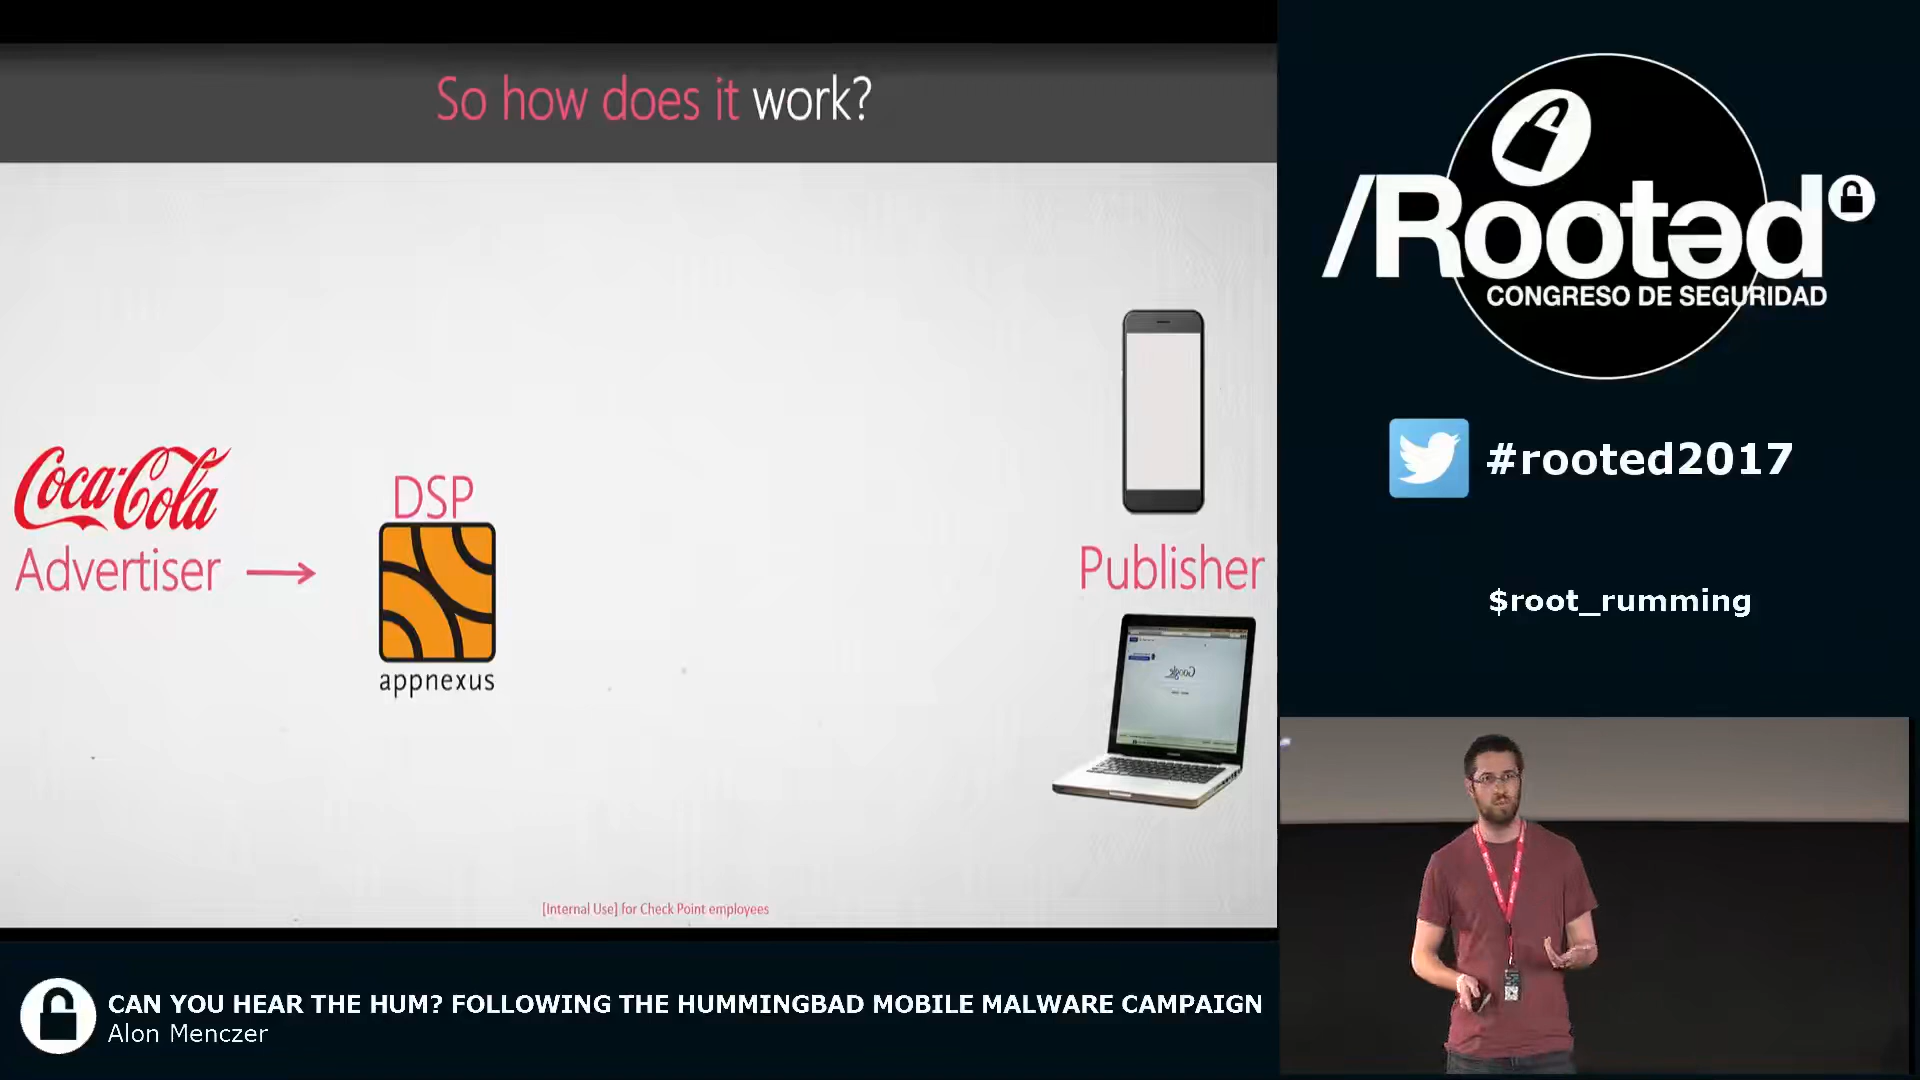 So how does it work?
Coca-Cola
Advertiser
DSP
appnexus
Publisher
Google
[Internal Use] for Check Point employees
/Rooted
CONGRESO DE SEGURIDAD
#rooted2017
$root_rumming
CAN YOU HEAR THE HUM? FOLLOWING THE HUMMINGBAD MOBILE MALWARE CAMPAIGN
Alon Menczer